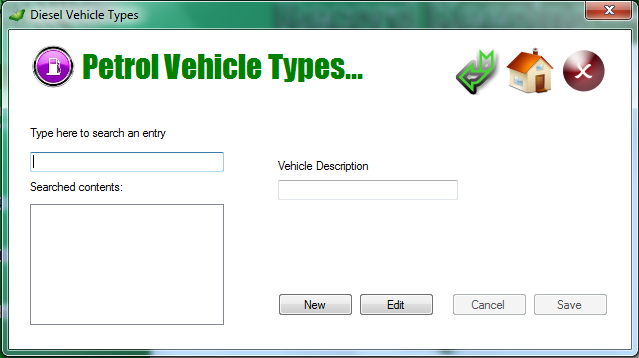 Diesel Vehicle Types
Petrol Vehicle Types...
Type here to search an entry
Vehicle Description
Searched contents:
New
Edit
Cancel
Save